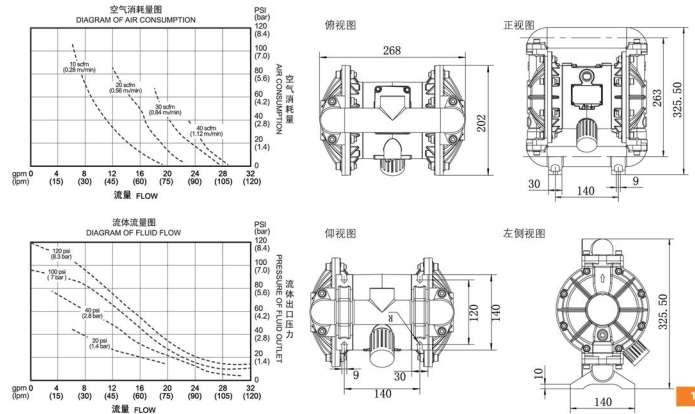 空气消耗量图
DIAGRAM OF AIR CONSUMPTION
PSI
(bar)
120
(8.4)
100
(7.0)
80
(5.6)
60
(4.2)
40
(2.8)
20
(1.4)
0
空气消耗量
AIR CONSUMPTION
10 scfm
(0.28 m/min)
20 scfm
(0.56 m/min)
30 scfm
(0.84 m/min)
40 scfm
(1.12 m/min)
gpm 0 4 8 12 16 20 24 28 32
(lpm) (15) (30) (45) (60) (75) (90) (105) (120)
流量 FLOW
俯视图
268
202
正视图
263
325.50
30
140
9
流体流量图
DIAGRAM OF FLUID FLOW
PSI
(bar)
120
(8.4)
100
(7.0)
80
(5.6)
60
(4.2)
40
(2.8)
20
(1.4)
0
流体出口压力
PRESSURE OF FLUID OUTLET
120 psi
(8.3 bar)
100 psi
( 7 bar )
40 psi
(2.8 bar)
20 psi
(1.4 bar)
gpm 0 4 8 12 16 20 24 28 32
(lpm) (15) (30) (45) (60) (75) (90) (105) (120)
流量 FLOW
仰视图
120
140
9
30
140
左侧视图
325.50
10
140